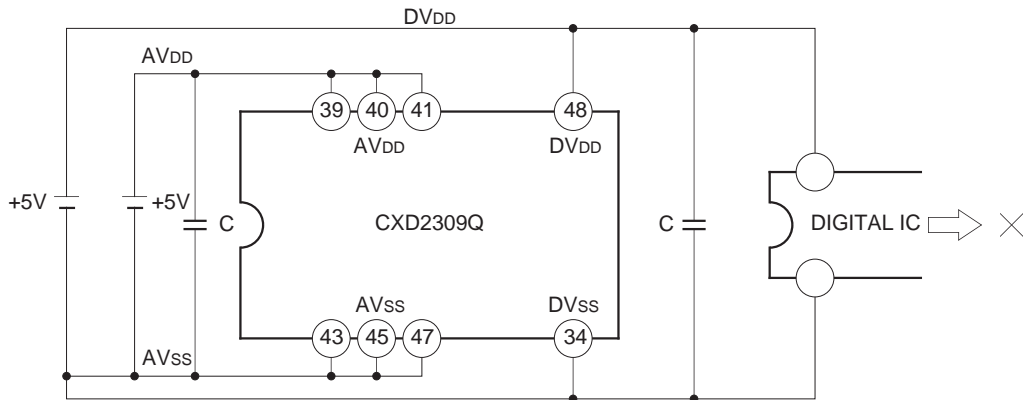 DVDD
AVDD
39 40 41 48
AVDD DVDD
+5V +5V C CXD2309Q C DIGITAL IC
AVSS DVSS
43 45 47 34
AVSS